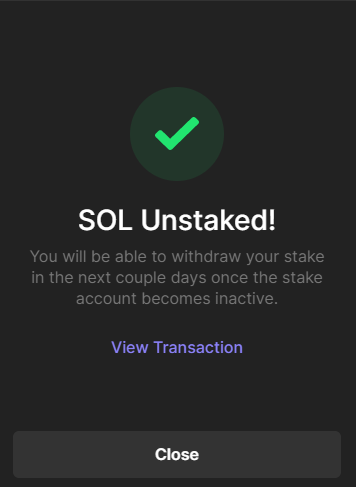 SOL Unstaked!
You will be able to withdraw your stake
in the next couple days once the stake
account becomes inactive.
View Transaction
Close